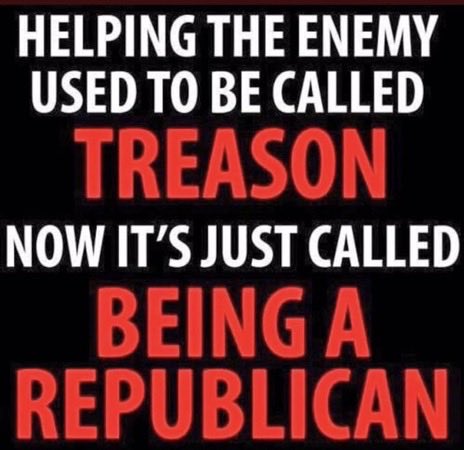 HELPING THE ENEMY
USED TO BE CALLED
TREASON
NOW IT'S JUST CALLED
BEING A
REPUBLICAN